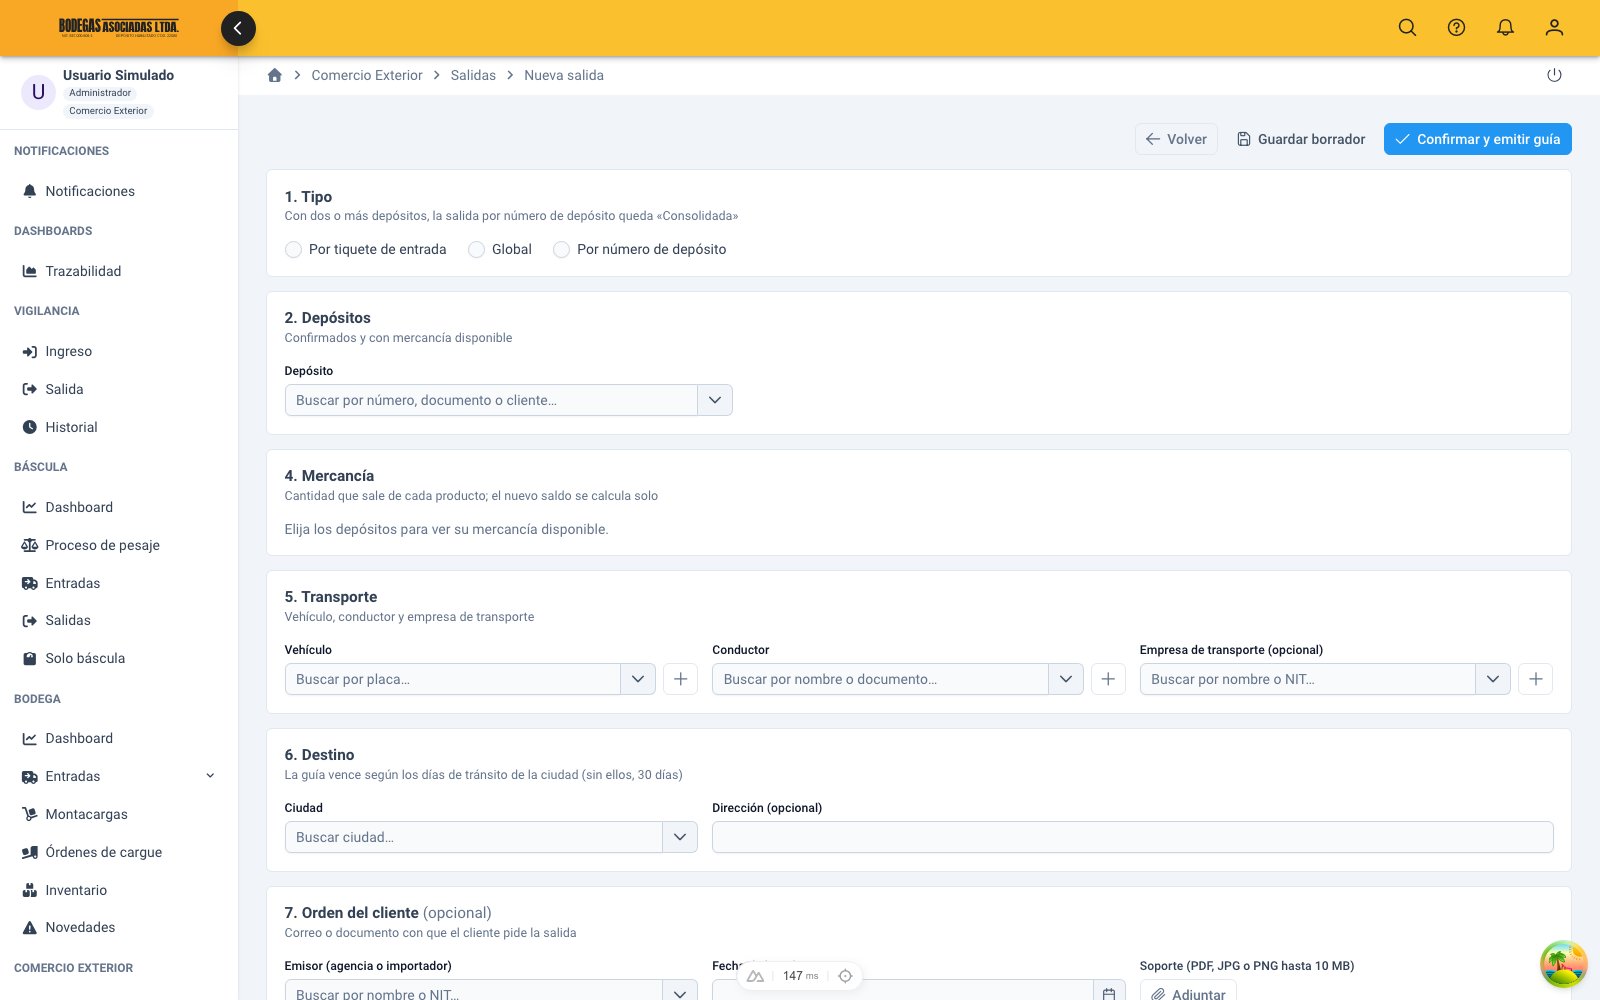 BODEGAS ASOCIADAS LTDA.
Usuario Simulado
U
Administrador
Comercio Exterior
Comercio Exterior
Salidas
Nueva salida
Volver
Guardar borrador
Confirmar y emitir guía
NOTIFICACIONES
Notificaciones
DASHBOARDS
Trazabilidad
VIGILANCIA
Ingreso
Salida
Historial
BÁSCULA
Dashboard
Proceso de pesaje
Entradas
Salidas
Solo báscula
BODEGA
Dashboard
Entradas
Montacargas
Órdenes de cargue
Inventario
Novedades
COMERCIO EXTERIOR
1. Tipo
Con dos o más depósitos, la salida por número de depósito queda «Consolidada»
Por tiquete de entrada
Global
Por número de depósito
2. Depósitos
Confirmados y con mercancía disponible
Depósito
Buscar por número, documento o cliente...
4. Mercancía
Cantidad que sale de cada producto; el nuevo saldo se calcula solo
Elija los depósitos para ver su mercancía disponible.
5. Transporte
Vehículo, conductor y empresa de transporte
Vehículo
Conductor
Empresa de transporte (opcional)
Buscar por placa...
Buscar por nombre o documento...
Buscar por nombre o NIT...
6. Destino
La guía vence según los días de tránsito de la ciudad (sin ellos, 30 días)
Ciudad
Dirección (opcional)
Buscar ciudad...
7. Orden del cliente (opcional)
Correo o documento con que el cliente pide la salida
Emisor (agencia o importador)
Soporte (PDF, JPG o PNG hasta 10 MB)
147 ms
Buscar por nombre o NIT...
Adjuntar